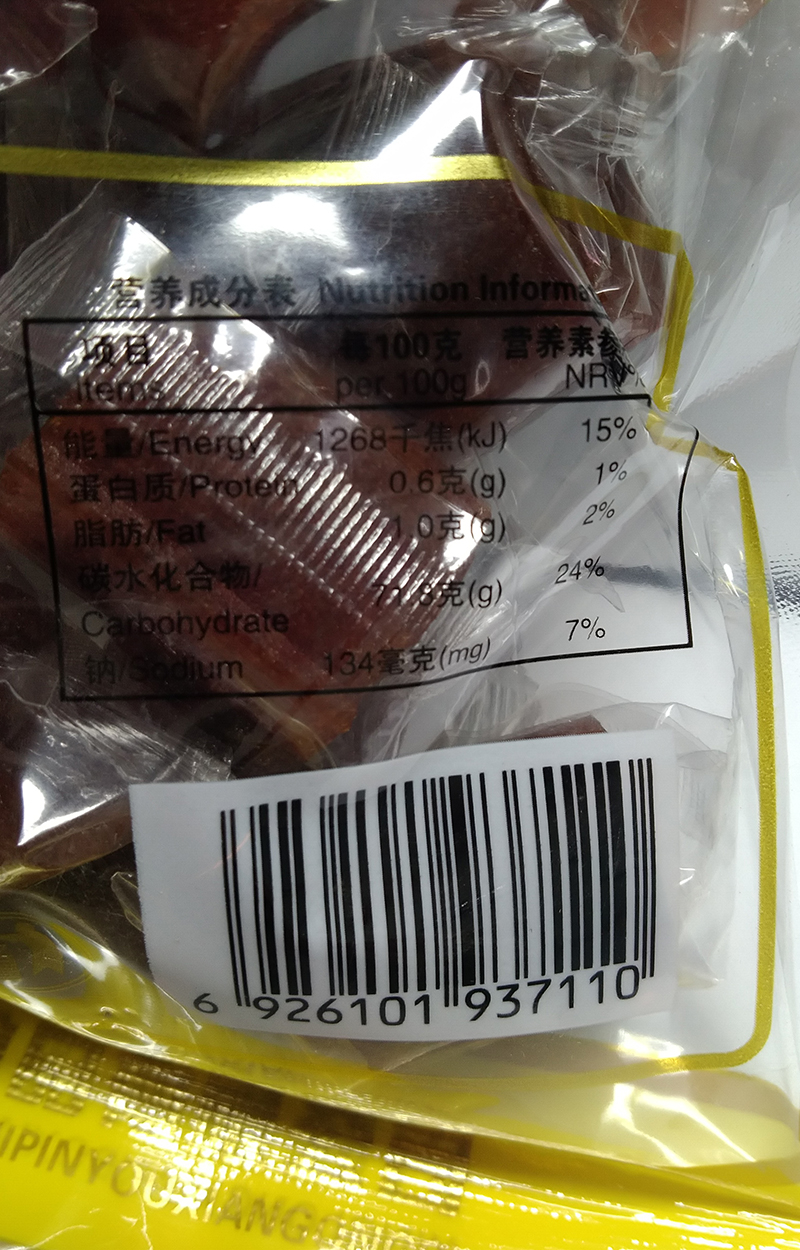 营养成分表 Nutrition Informa
项目 每100克 营养素参
Items per 100g NRV%
能量/Energy 1268千焦(kJ) 15%
蛋白质/Protein 0.6克(g) 1%
脂肪/Fat 1.0克(g) 2%
碳水化合物/ 71.8克(g) 24%
Carbohydrate
钠/Sodium 134毫克(mg) 7%
6 926101 937110
IPINYOUXIANG